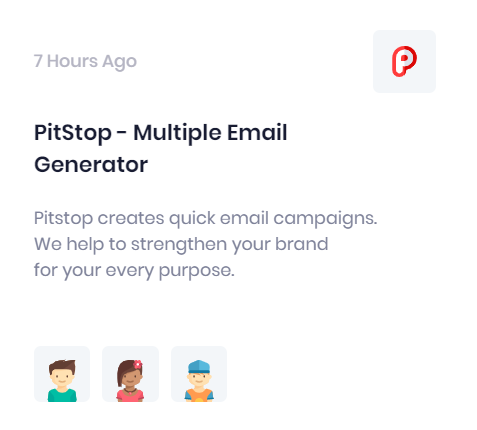 7 Hours Ago
PitStop - Multiple Email
Generator
Pitstop creates quick email campaigns.
We help to strengthen your brand
for your every purpose.